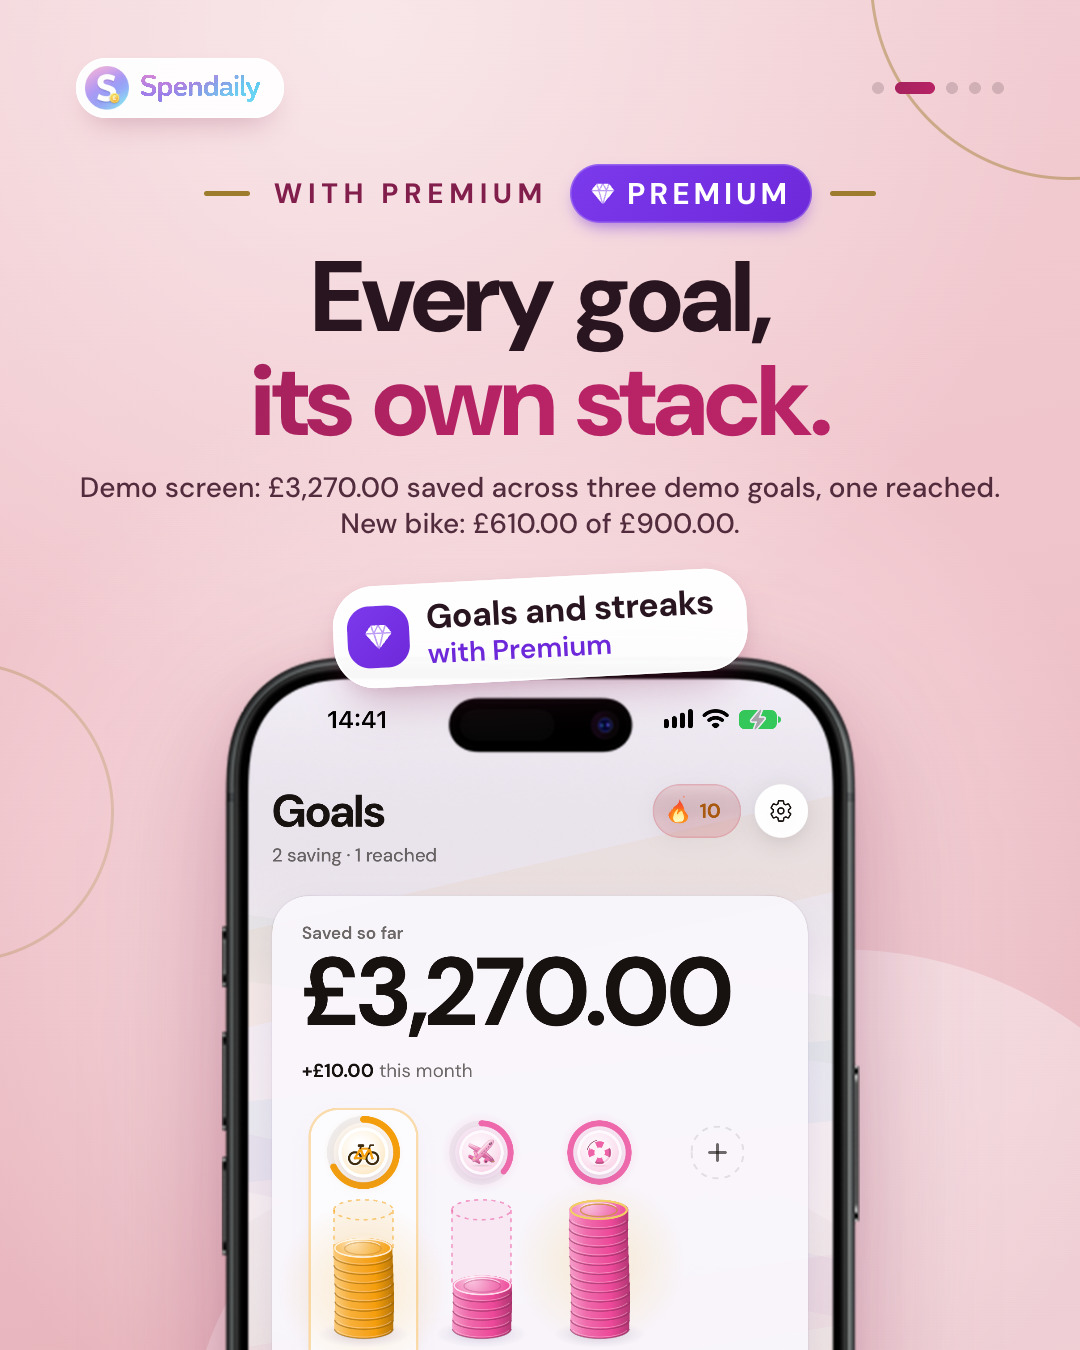 Spendaily
WITH PREMIUM
PREMIUM
Every goal,
its own stack.
Demo screen: £3,270.00 saved across three demo goals, one reached.
New bike: £610.00 of £900.00.
Goals and streaks
with Premium
14:41
Goals
10
2 saving · 1 reached
Saved so far
£3,270.00
+£10.00 this month